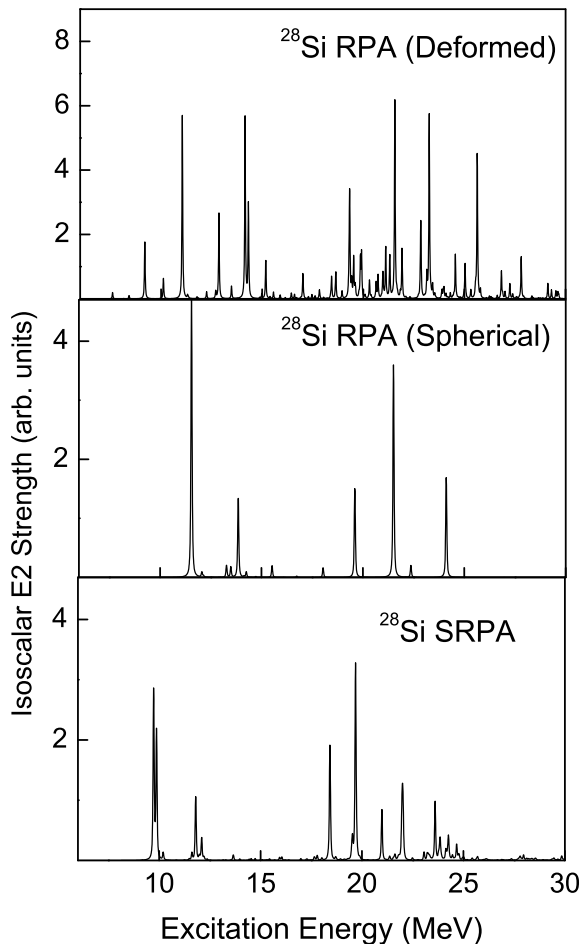 8
²⁸Si RPA (Deformed)
6
4
2
²⁸Si RPA (Spherical)
4
2
²⁸Si SRPA
4
2
Isoscalar E2 Strength (arb. units)
10 15 20 25 30
Excitation Energy (MeV)